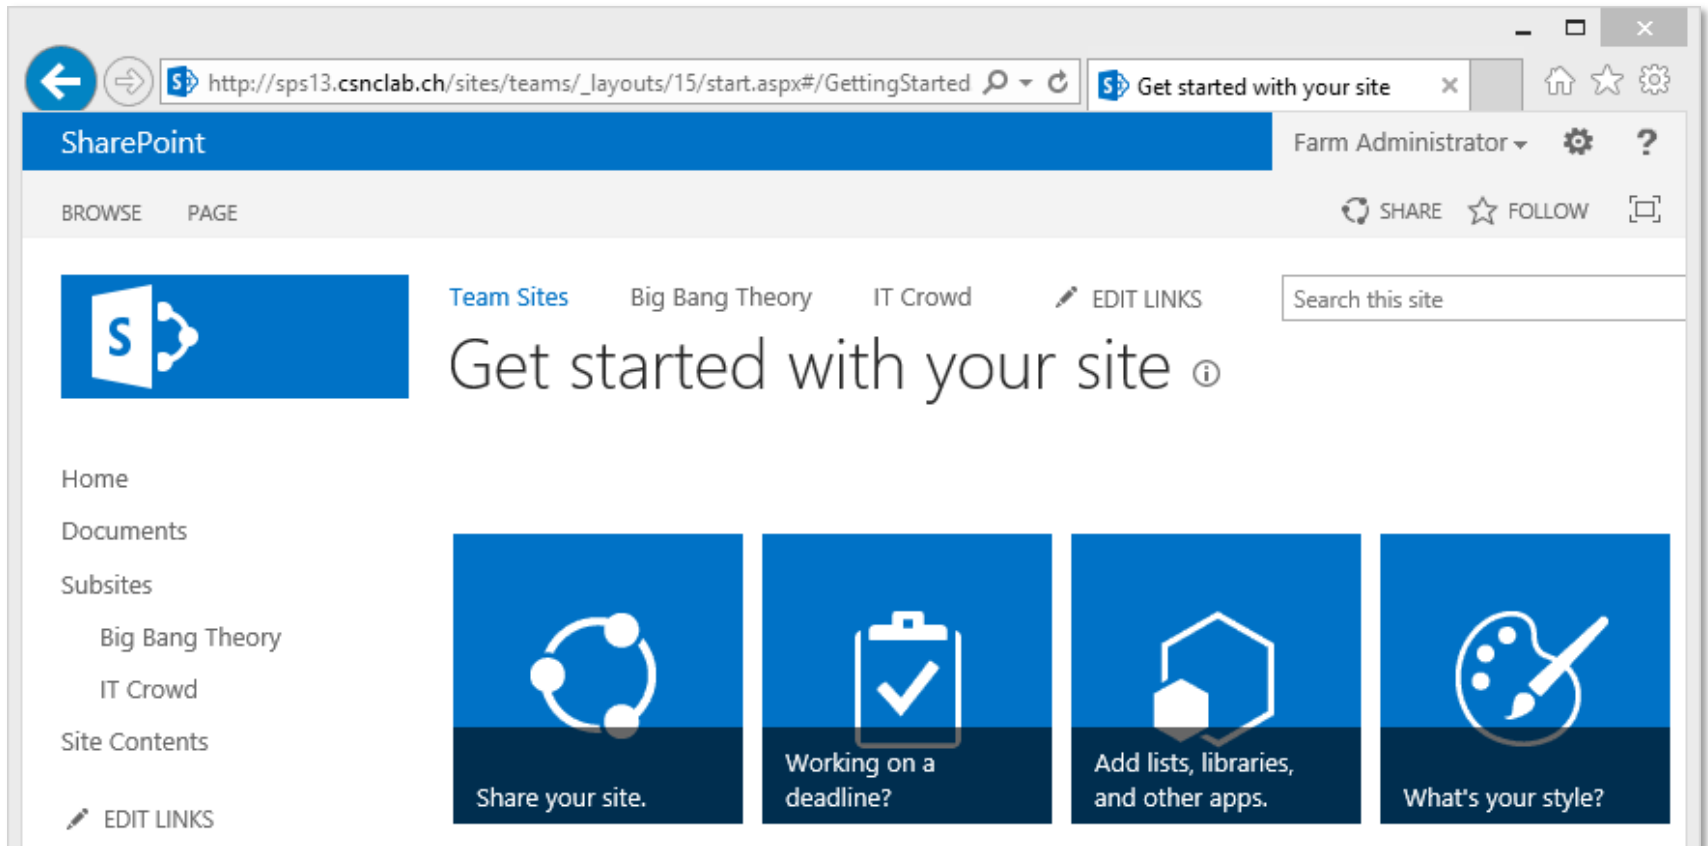 http://sps13.csnclab.ch/sites/teams/_layouts/15/start.aspx#/GettingStarted
Get started with your site
SharePoint
Farm Administrator
?
BROWSE PAGE
SHARE FOLLOW
S
Team Sites Big Bang Theory IT Crowd EDIT LINKS
Search this site
Get started with your site
Home
Documents
Subsites
Big Bang Theory
IT Crowd
Site Contents
EDIT LINKS
Share your site.
Working on a
deadline?
Add lists, libraries,
and other apps.
What's your style?